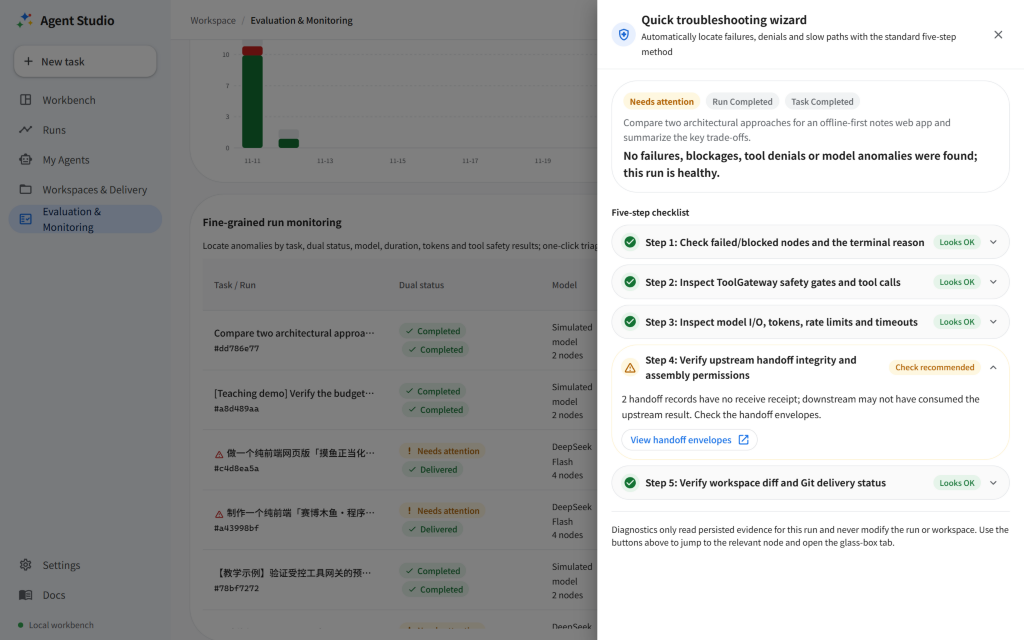 Agent Studio
New task
Workbench
Runs
My Agents
Workspaces & Delivery
Evaluation &
Monitoring
Settings
Docs
Local workbench
Workspace / Evaluation & Monitoring
10
7
3
0
11-11
11-13
11-15
11-17
11-19
Fine-grained run monitoring
Locate anomalies by task, dual status, model, duration, tokens and tool safety results; one-click tria
Task / Run
Dual status
Model
Compare two architectural approa···
#dd786e77
Completed
Completed
Simulated
model
2 nodes
[Teaching demo] Verify the budget···
#a8d489aa
Completed
Completed
Simulated
model
2 nodes
做一个纯前端网页版「摸鱼正当化···
#c4d8ea5a
Needs attention
Delivered
DeepSeek
Flash
4 nodes
制作一个纯前端「赛博木鱼・程序···
#a43998bf
Needs attention
Delivered
DeepSeek
Flash
4 nodes
【教学示例】验证受控工具网关的预···
#78bf7272
Completed
Completed
Simulated
model
2 nodes
Quick troubleshooting wizard
Automatically locate failures, denials and slow paths with the standard five-step
method
Needs attention
Run Completed
Task Completed
Compare two architectural approaches for an offline-first notes web app and
summarize the key trade-offs.
No failures, blockages, tool denials or model anomalies were found;
this run is healthy.
Five-step checklist
Step 1: Check failed/blocked nodes and the terminal reason
Looks OK
Step 2: Inspect ToolGateway safety gates and tool calls
Looks OK
Step 3: Inspect model I/O, tokens, rate limits and timeouts
Looks OK
Step 4: Verify upstream handoff integrity and
assembly permissions
Check recommended
2 handoff records have no receive receipt; downstream may not have consumed the
upstream result. Check the handoff envelopes.
View handoff envelopes
Step 5: Verify workspace diff and Git delivery status
Looks OK
Diagnostics only read persisted evidence for this run and never modify the run or workspace. Use the
buttons above to jump to the relevant node and open the glass-box tab.